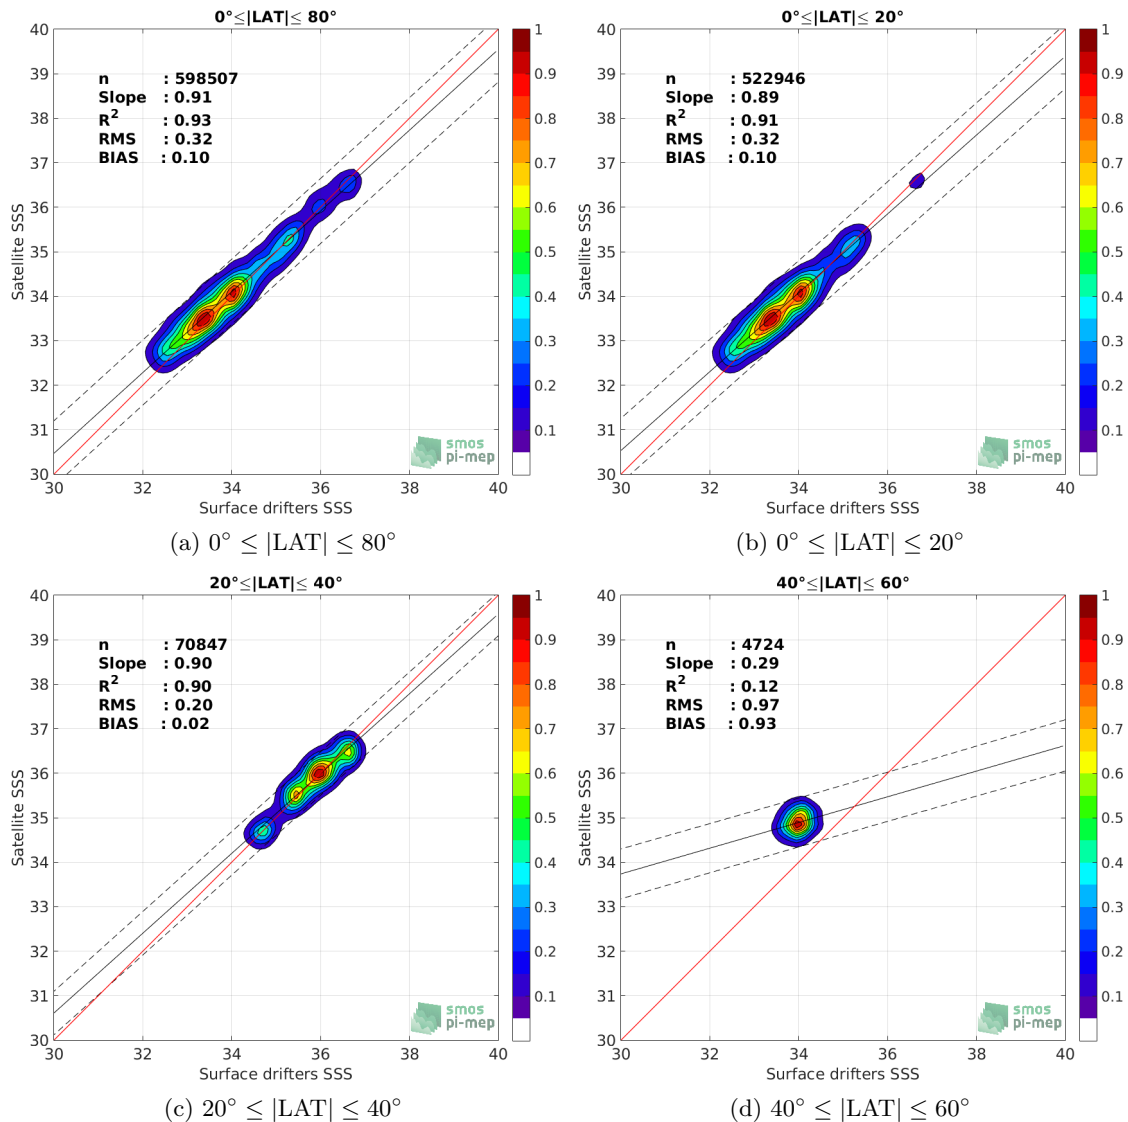 0°≤|LAT|≤ 80°
n : 598507
Slope : 0.91
R2 : 0.93
RMS : 0.32
BIAS : 0.10
40
39
38
37
36
35
34
33
32
31
30
30 32 34 36 38 40
Satellite SSS
Surface drifters SSS
1
0.9
0.8
0.7
0.6
0.5
0.4
0.3
0.2
0.1
smos
pi-mep
(a) 0° ≤ |LAT| ≤ 80°
0°≤|LAT|≤ 20°
n : 522946
Slope : 0.89
R2 : 0.91
RMS : 0.32
BIAS : 0.10
40
39
38
37
36
35
34
33
32
31
30
30 32 34 36 38 40
Satellite SSS
Surface drifters SSS
1
0.9
0.8
0.7
0.6
0.5
0.4
0.3
0.2
0.1
smos
pi-mep
(b) 0° ≤ |LAT| ≤ 20°
20°≤|LAT|≤ 40°
n : 70847
Slope : 0.90
R2 : 0.90
RMS : 0.20
BIAS : 0.02
40
39
38
37
36
35
34
33
32
31
30
30 32 34 36 38 40
Satellite SSS
Surface drifters SSS
1
0.9
0.8
0.7
0.6
0.5
0.4
0.3
0.2
0.1
smos
pi-mep
(c) 20° ≤ |LAT| ≤ 40°
40°≤|LAT|≤ 60°
n : 4724
Slope : 0.29
R2 : 0.12
RMS : 0.97
BIAS : 0.93
40
39
38
37
36
35
34
33
32
31
30
30 32 34 36 38 40
Satellite SSS
Surface drifters SSS
1
0.9
0.8
0.7
0.6
0.5
0.4
0.3
0.2
0.1
smos
pi-mep
(d) 40° ≤ |LAT| ≤ 60°